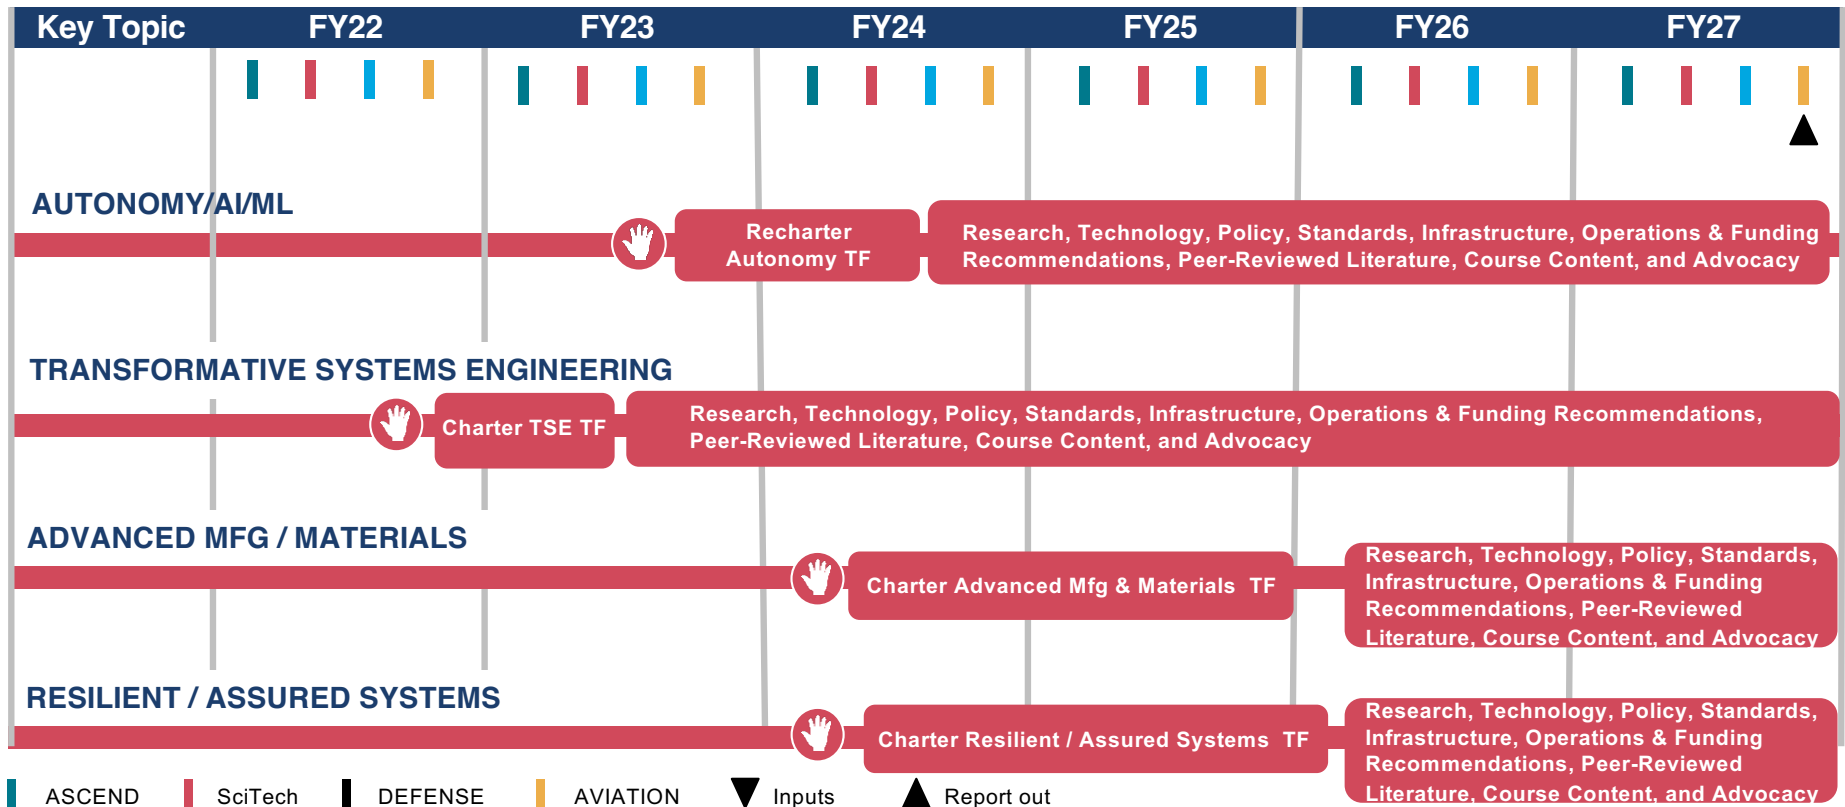 Key Topic FY22 FY23 FY24 FY25 FY26 FY27
AUTONOMY/AI/ML
Recharter
Autonomy TF
Research, Technology, Policy, Standards, Infrastructure, Operations & Funding
Recommendations, Peer-Reviewed Literature, Course Content, and Advocacy
TRANSFORMATIVE SYSTEMS ENGINEERING
Charter TSE TF
Research, Technology, Policy, Standards, Infrastructure, Operations & Funding Recommendations,
Peer-Reviewed Literature, Course Content, and Advocacy
ADVANCED MFG / MATERIALS
Charter Advanced Mfg & Materials TF
Research, Technology, Policy, Standards,
Infrastructure, Operations & Funding
Recommendations, Peer-Reviewed
Literature, Course Content, and Advocacy
RESILIENT / ASSURED SYSTEMS
Charter Resilient / Assured Systems TF
Research, Technology, Policy, Standards,
Infrastructure, Operations & Funding
Recommendations, Peer-Reviewed
Literature, Course Content, and Advocacy
ASCEND SciTech DEFENSE AVIATION Inputs Report out